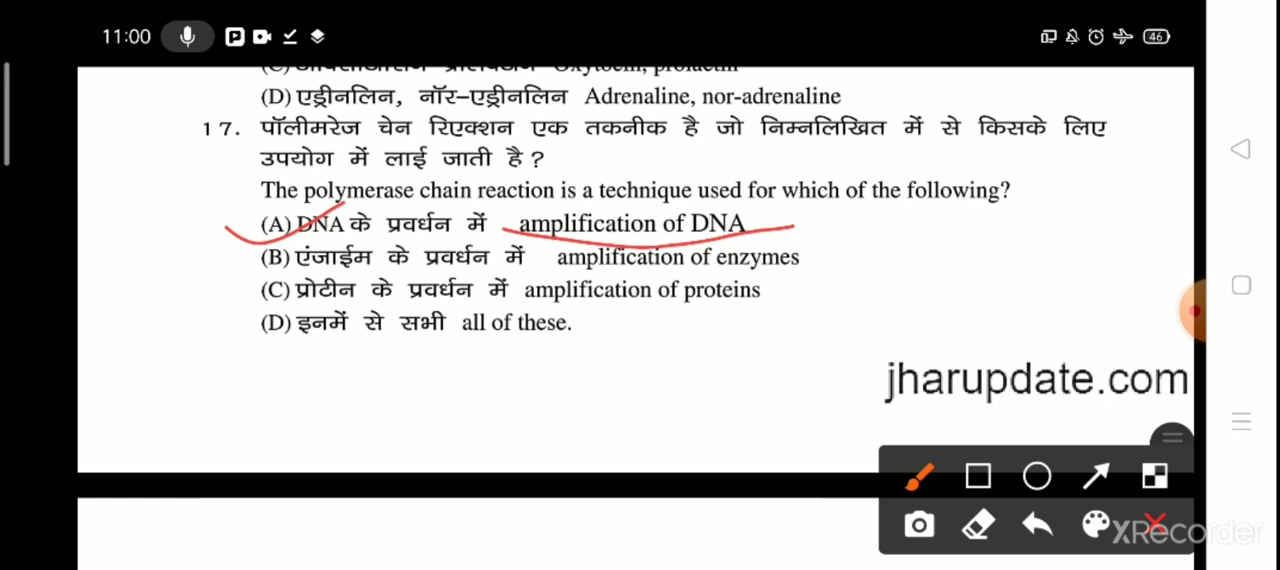 11:00
46
(D) एड्रीनलिन, नॉर-एड्रीनलिन Adrenaline, nor-adrenaline
17. पॉलीमरेज चेन रिएक्शन एक तकनीक है जो निम्नलिखित में से किसके लिए
उपयोग में लाई जाती है ?
The polymerase chain reaction is a technique used for which of the following?
(A) DNA के प्रवर्धन में amplification of DNA
(B) एंजाईम के प्रवर्धन में amplification of enzymes
(C) प्रोटीन के प्रवर्धन में amplification of proteins
(D) इनमें से सभी all of these.
jharupdate.com
XRecorder